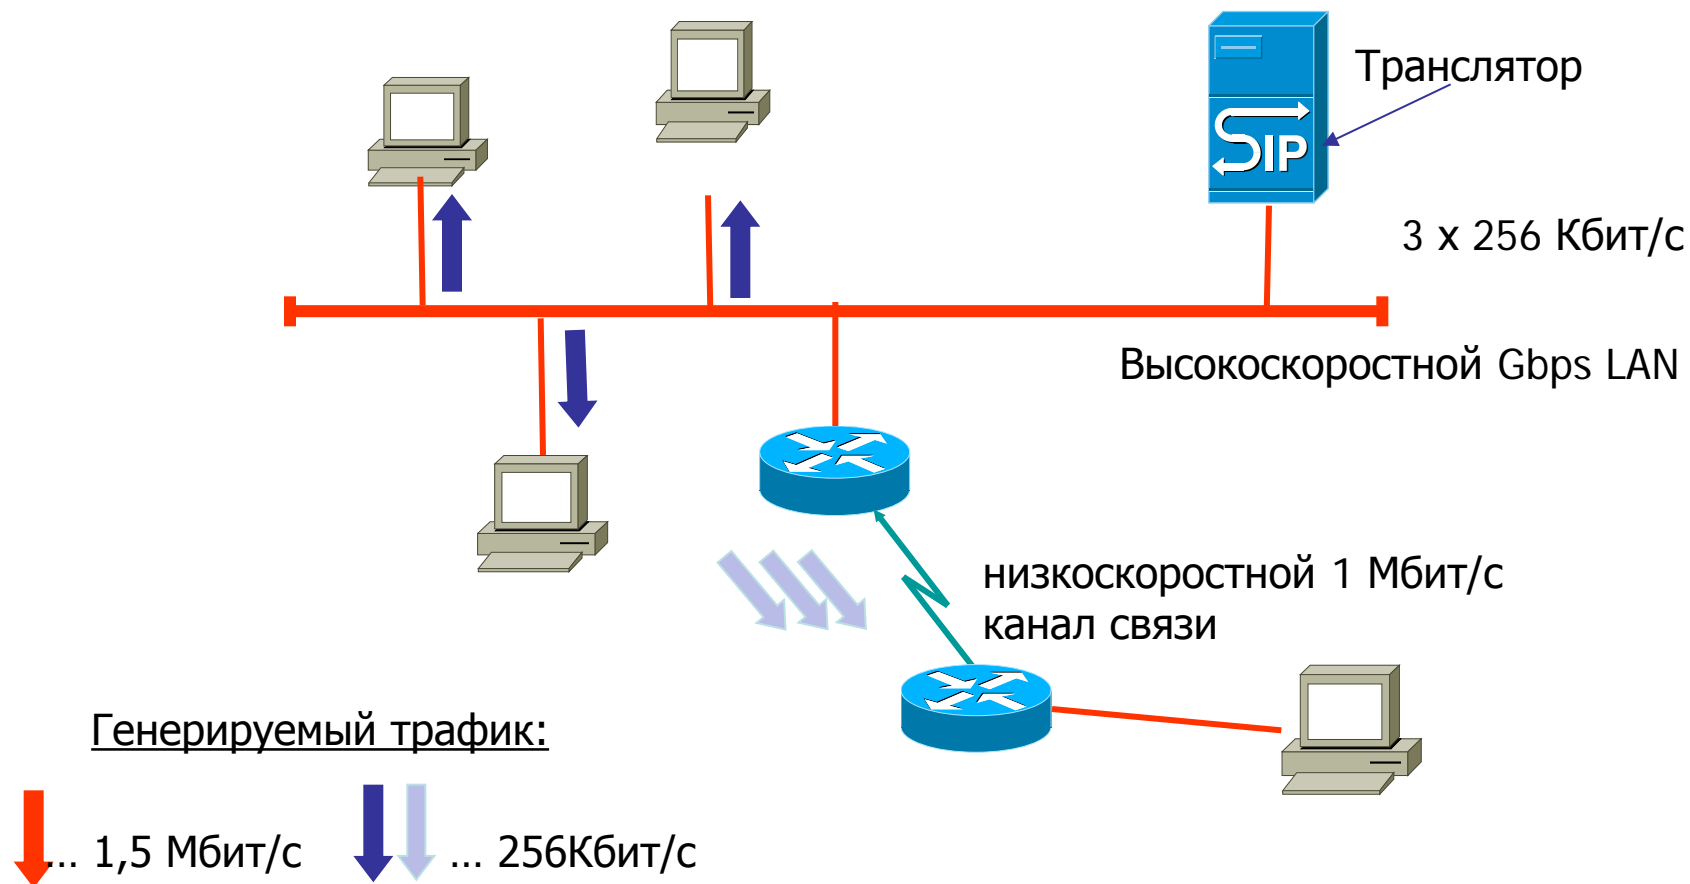 Транслятор
SIP
3 x 256 Кбит/с
Высокоскоростной Gbps LAN
низкоскоростной 1 Мбит/с
канал связи
Генерируемый трафик:
... 1,5 Мбит/с ... 256Кбит/с